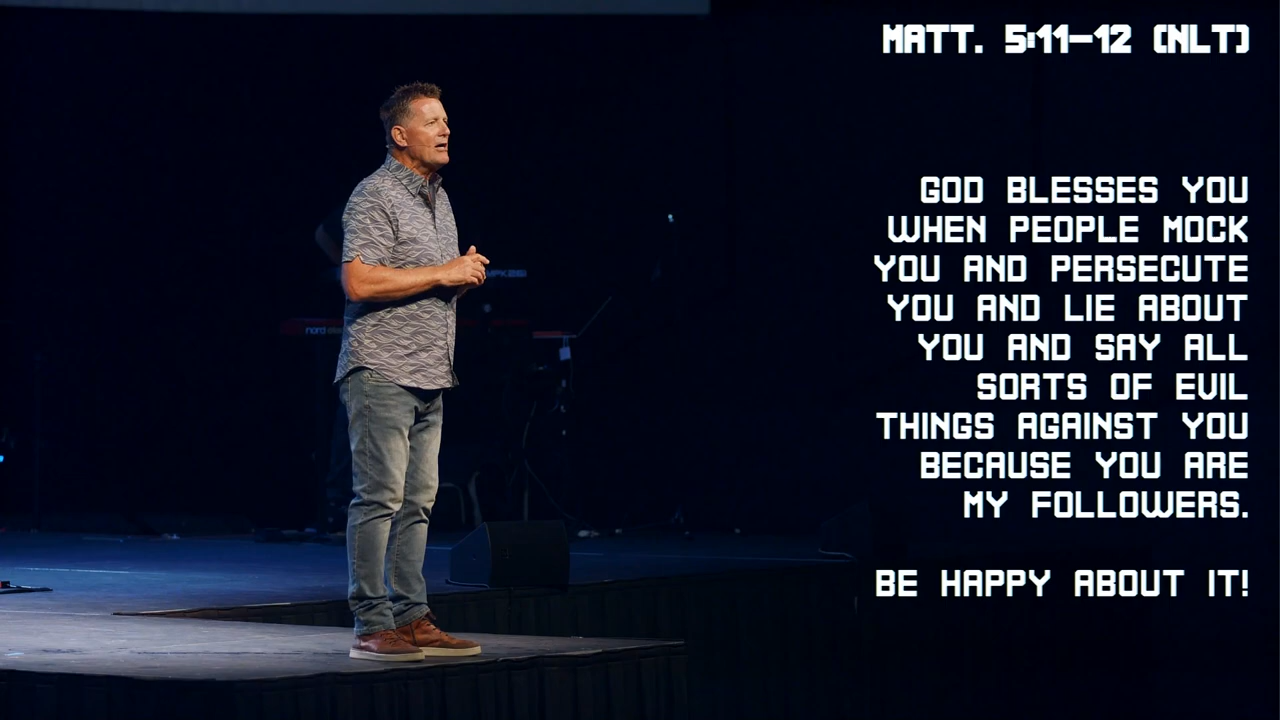 MATT. 5:11-12 (NLT)
GOD BLESSES YOU
WHEN PEOPLE MOCK
YOU AND PERSECUTE
YOU AND LIE ABOUT
YOU AND SAY ALL
SORTS OF EVIL
THINGS AGAINST YOU
BECAUSE YOU ARE
MY FOLLOWERS.
BE HAPPY ABOUT IT!
nord